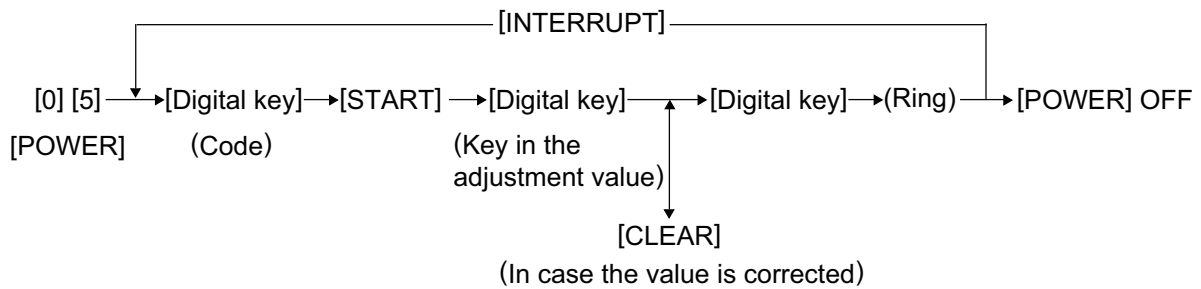 [INTERRUPT]
[0] [5] [Digital key] [START] [Digital key] [Digital key] (Ring) [POWER] OFF
[POWER] (Code) (Key in the
adjustment value)
[CLEAR]
(In case the value is corrected)